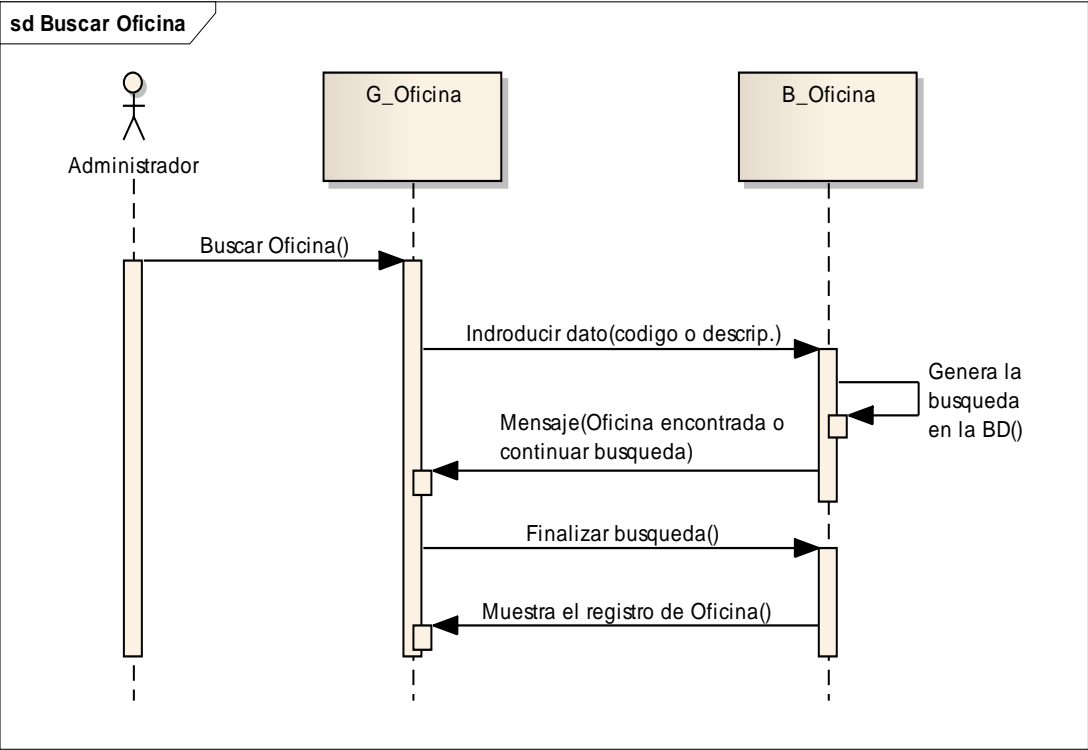 sd Buscar Oficina
G_Oficina
B_Oficina
Administrador
Buscar Oficina()
Indroducir dato(codigo o descrip.)
Genera la
busqueda
en la BD()
Mensaje(Oficina encontrada o
continuar busqueda)
Finalizar busqueda()
Muestra el registro de Oficina()